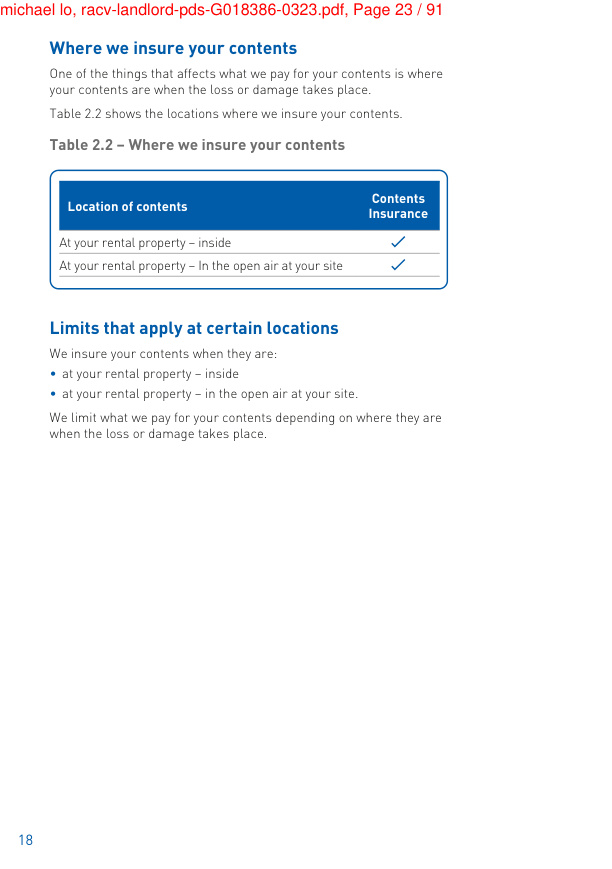 michael lo, racv-landlord-pds-G018386-0323.pdf, Page 23 / 91
Where we insure your contents
One of the things that affects what we pay for your contents is where
your contents are when the loss or damage takes place.
Table 2.2 shows the locations where we insure your contents.
Table 2.2 – Where we insure your contents
Location of contents
Contents
Insurance
At your rental property – inside ✓
At your rental property – In the open air at your site ✓
Limits that apply at certain locations
We insure your contents when they are:
• at your rental property – inside
• at your rental property – in the open air at your site.
We limit what we pay for your contents depending on where they are
when the loss or damage takes place.
18